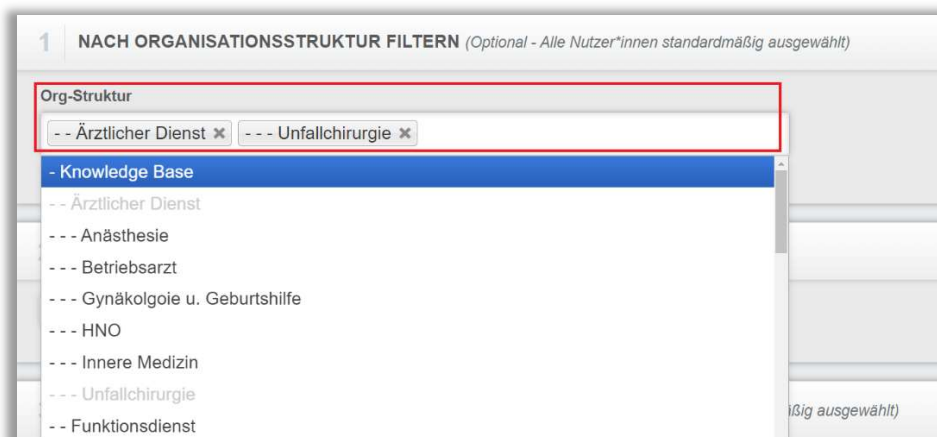 1 NACH ORGANISATIONSSTRUKTUR FILTERN (Optional - Alle Nutzer*innen standardmäßig ausgewählt)
Org-Struktur
- - Ärztlicher Dienst × - - - Unfallchirurgie ×
- Knowledge Base
- - Ärztlicher Dienst
- - - Anästhesie
- - - Betriebsarzt
- - - Gynäkolgoie u. Geburtshilfe
- - - HNO
- - - Innere Medizin
- - - Unfallchirurgie
- - Funktionsdienst
ausgewählt)